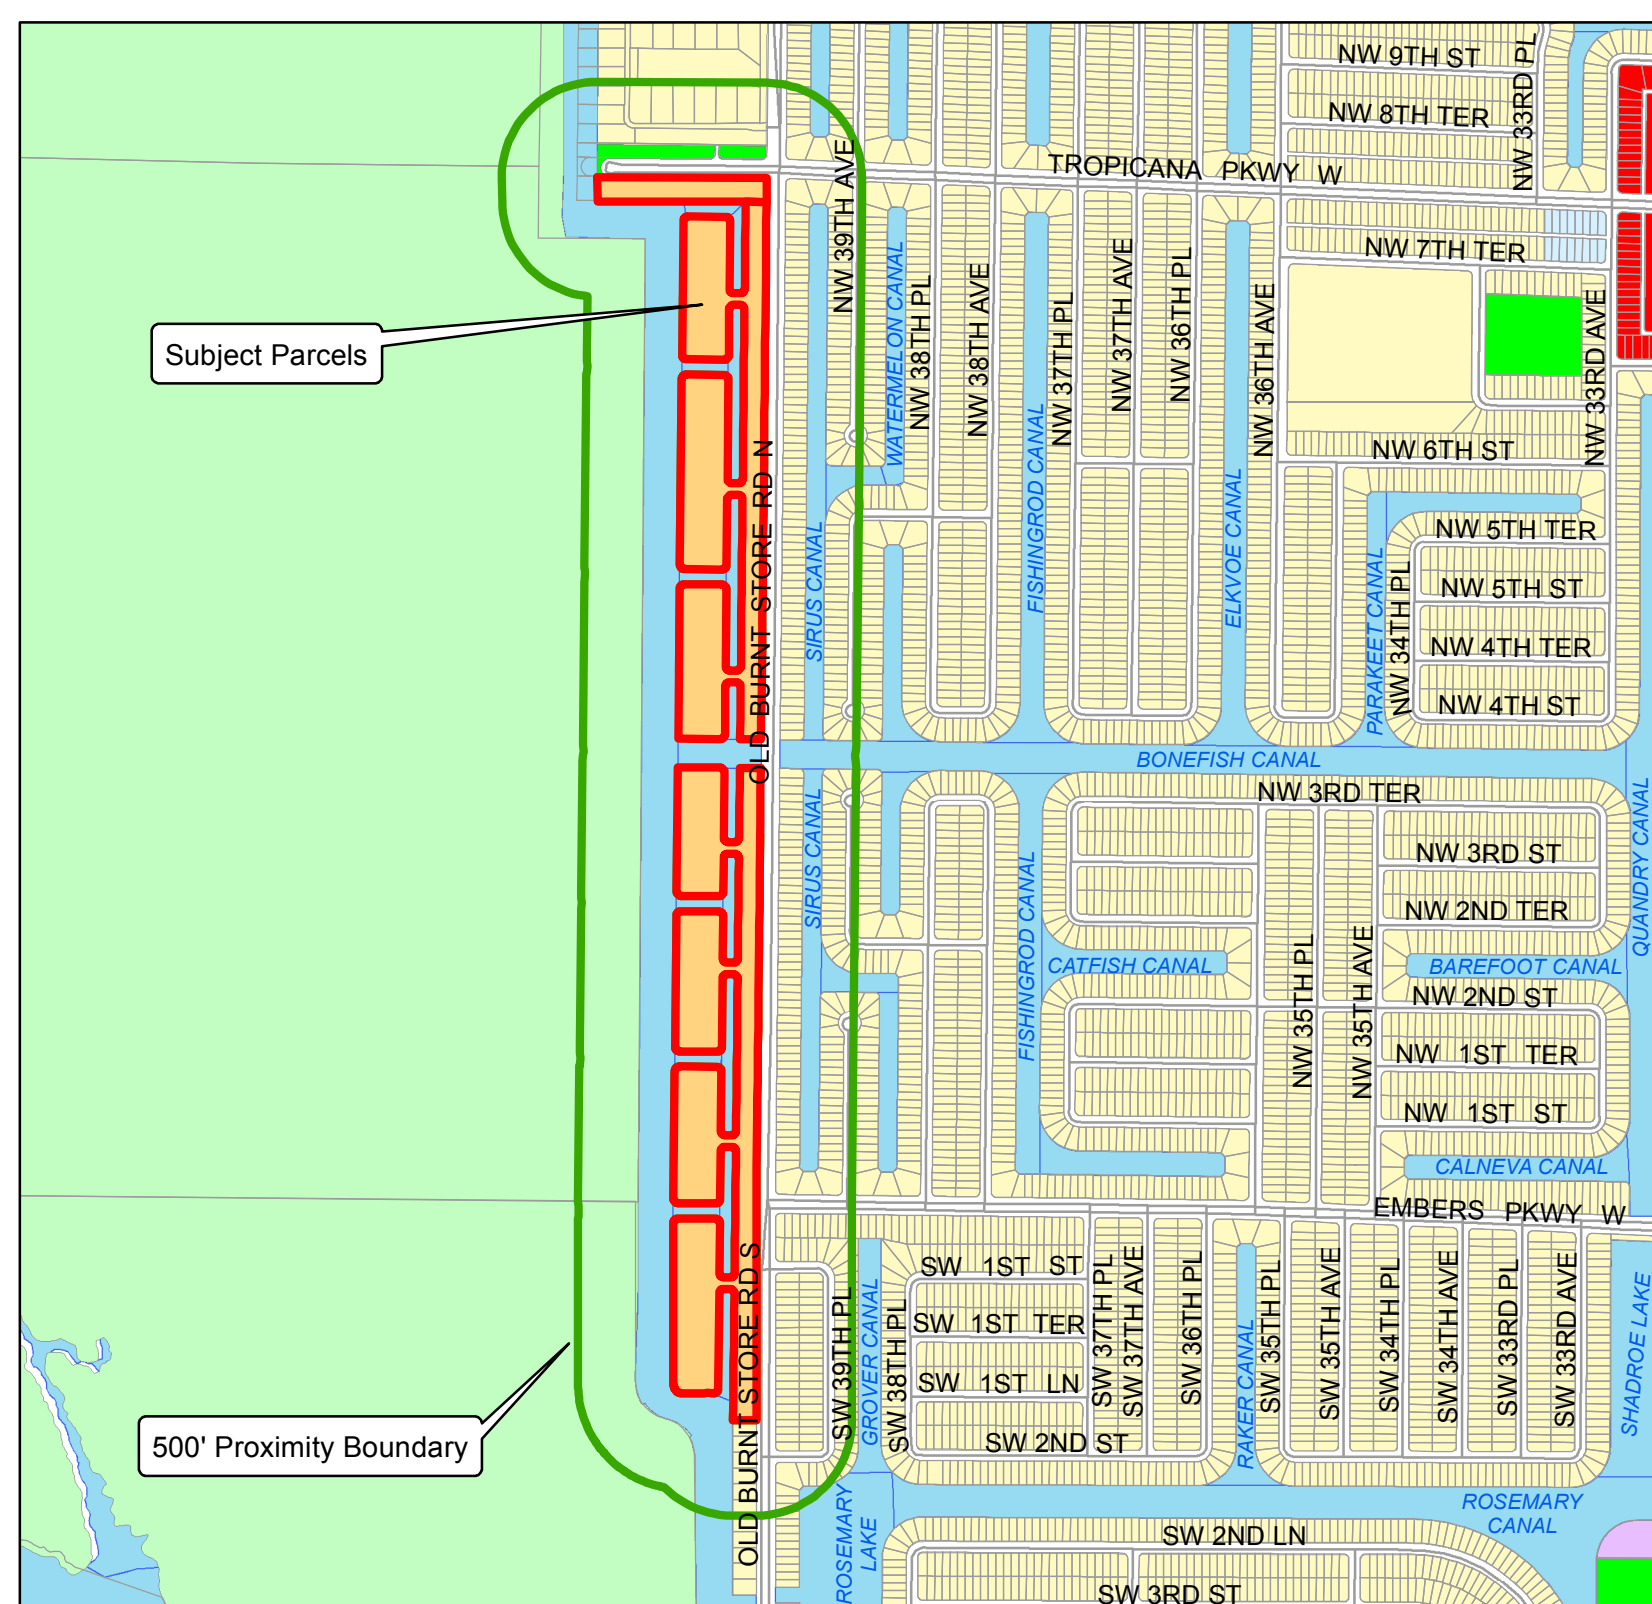 NW 9TH ST
NW 33RD PL
NW 8TH TER
TROPICANA PKWY W
NW 39TH AVE
NW 7TH TER
WATERMELON CANAL
NW 38TH PL
NW 38TH AVE
NW 37TH PL
NW 37TH AVE
NW 36TH PL
NW 36TH AVE
NW 33RD AVE
Subject Parcels
FISHINGROD CANAL
NW 6TH ST
OLD BURNT STORE RD N
SIRUS CANAL
ELKVOE CANAL
PARAKEET CANAL
NW 34TH PL
NW 5TH TER
NW 5TH ST
NW 4TH TER
NW 4TH ST
BONEFISH CANAL
NW 3RD TER
QUANDRY CANAL
SIRUS CANAL
FISHINGROD CANAL
NW 3RD ST
NW 2ND TER
CATFISH CANAL
NW 35TH PL
NW 35TH AVE
BAREFOOT CANAL
NW 2ND ST
NW 1ST TER
NW 1ST ST
CALNEVA CANAL
EMBERS PKWY W
OLD BURNT STORE RD S
SW 39TH PL
GROVER CANAL
SW 38TH PL
SW 1ST ST
SW 1ST TER
SW 1ST LN
SW 2ND ST
SW 37TH PL
SW 37TH AVE
SW 36TH PL
RAKER CANAL
SW 35TH PL
SW 35TH AVE
SW 34TH PL
SW 34TH AVE
SW 33RD PL
SW 33RD AVE
SHADROE LAKE
500' Proximity Boundary
ROSEMARY
LAKE
ROSEMARY
CANAL
OLD BURNT STORE RD S
SW 2ND LN
SW 3RD ST